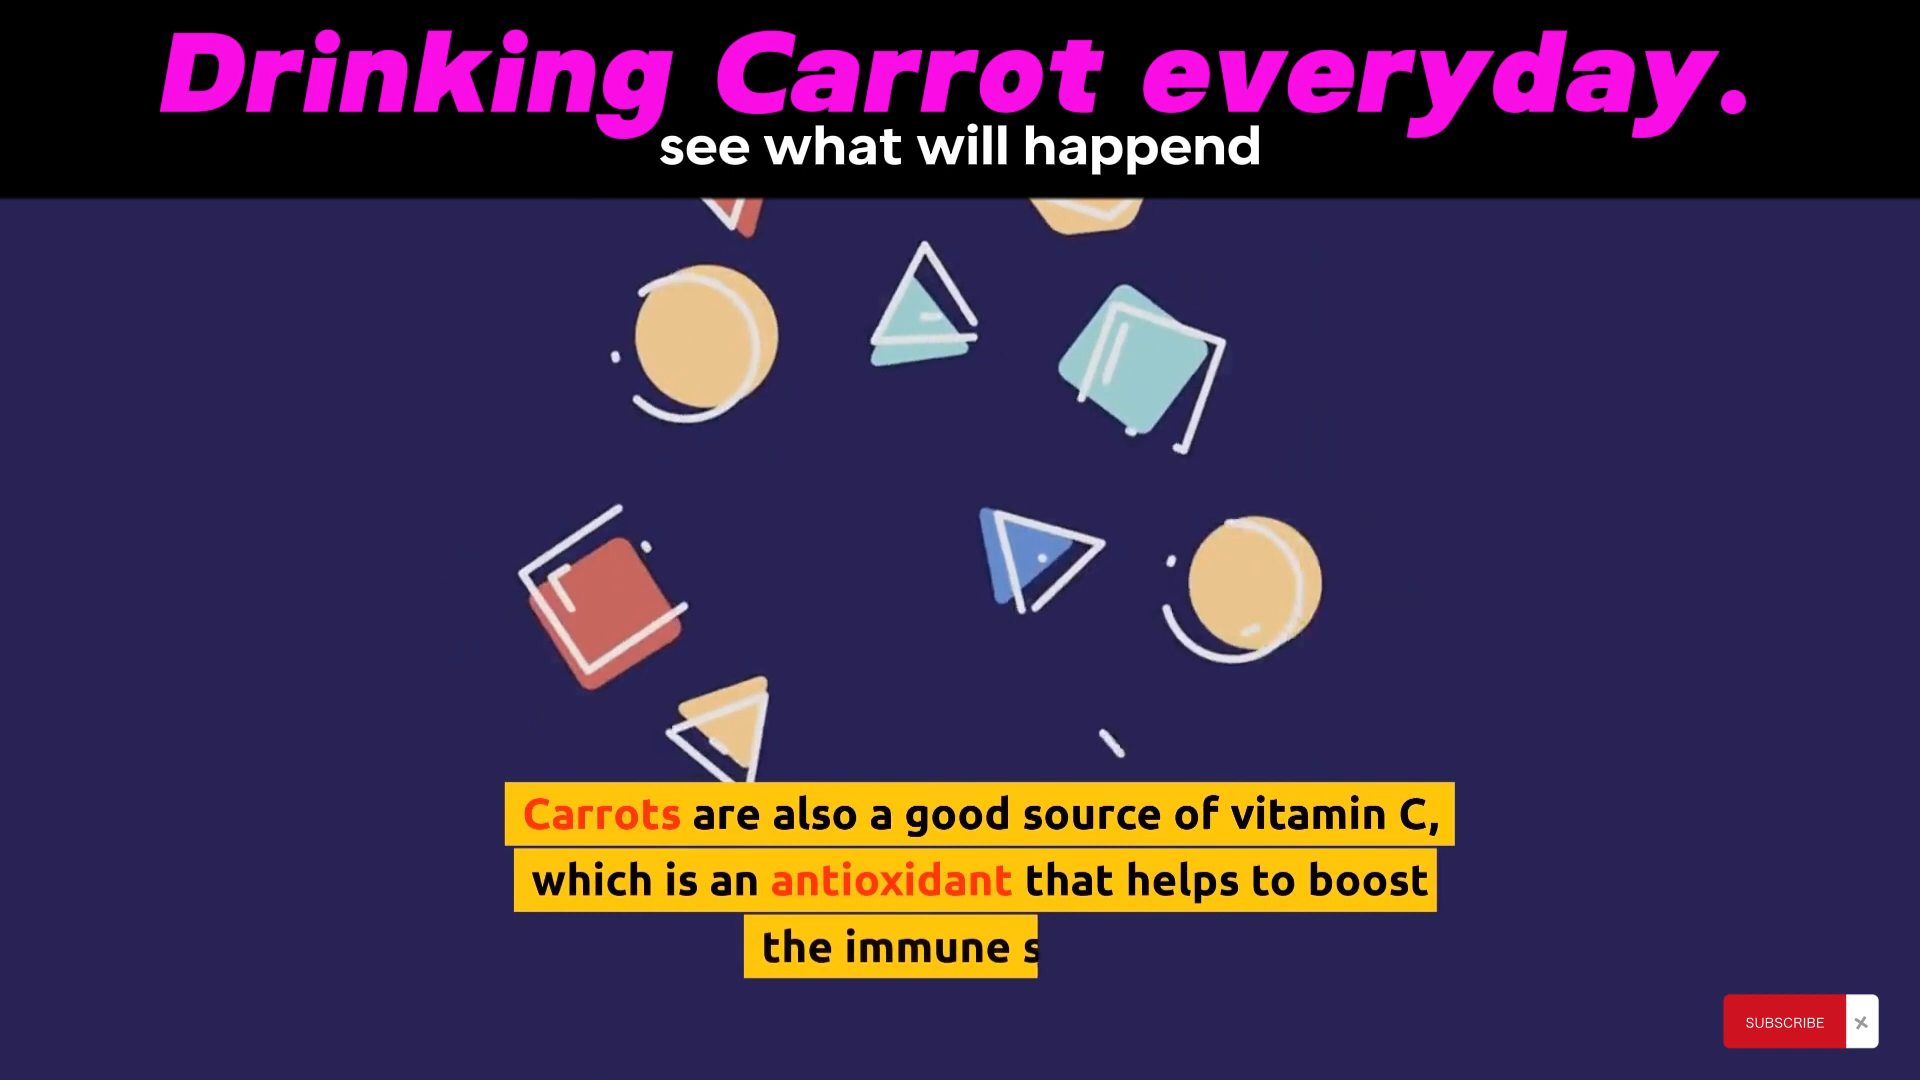 Drinking Carrot everyday.
see what will happend
Carrots are also a good source of vitamin C,
which is an antioxidant that helps to boost
the immune s
SUBSCRIBE